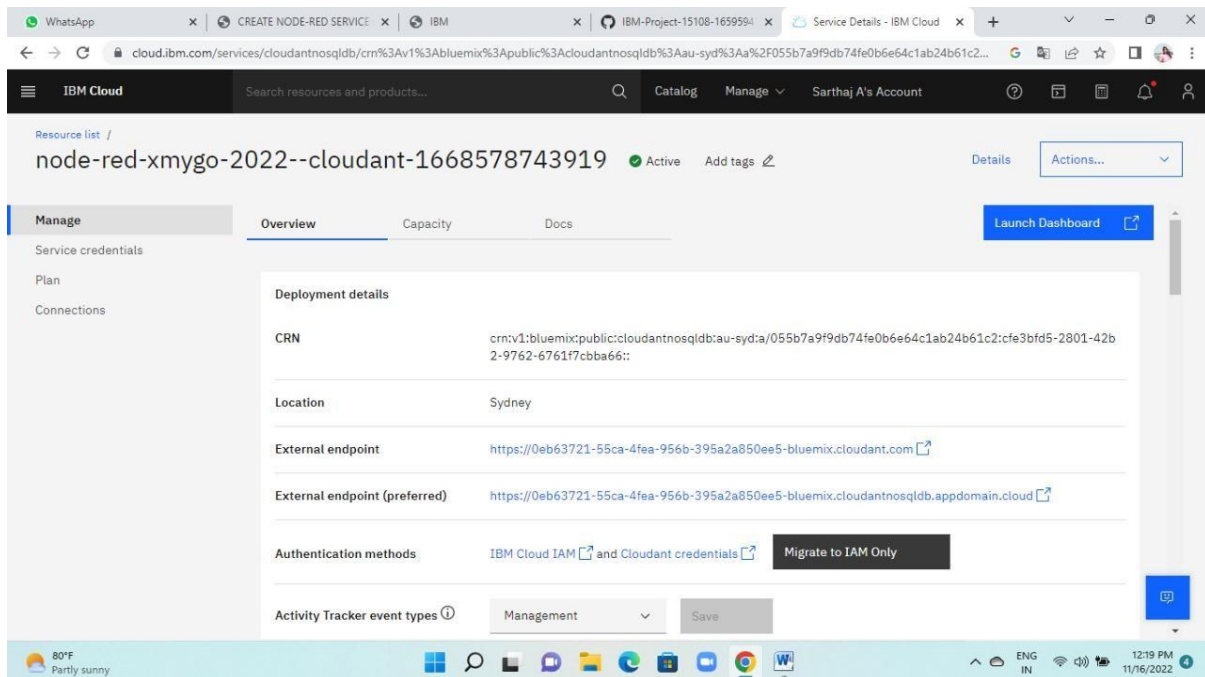 WhatsApp
CREATE NODE-RED SERVICE
IBM
IBM-Project-15108-1659594
Service Details - IBM Cloud
cloud.ibm.com/services/cloudantnosqldb/crn%3Av1%3Abluemix%3Apublic%3Acloudantnosqldb%3Aau-syd%3Aa%2F055b7a9f9db74fe0b6e64c1ab24b61c2...
IBM Cloud
Search resources and products...
Catalog
Manage
Sarthaj A's Account
Resource list /
node-red-xmygo-2022--cloudant-1668578743919
Active
Add tags
Details
Actions...
Manage
Service credentials
Plan
Connections
Overview
Capacity
Docs
Launch Dashboard
Deployment details
CRN
crn:v1:bluemix:public:cloudantnosqldb:au-syd:a/055b7a9f9db74fe0b6e64c1ab24b61c2:cfe3bfd5-2801-42b
2-9762-6761f7cbba66::
Location
Sydney
External endpoint
https://0eb63721-55ca-4fea-956b-395a2a850ee5-bluemix.cloudant.com
External endpoint (preferred)
https://0eb63721-55ca-4fea-956b-395a2a850ee5-bluemix.cloudantnosqldb.appdomain.cloud
Authentication methods
IBM Cloud IAM and Cloudant credentials
Migrate to IAM Only
Activity Tracker event types
Management
Save
80°F
Partly sunny
ENG
IN
12:19 PM
11/16/2022
4